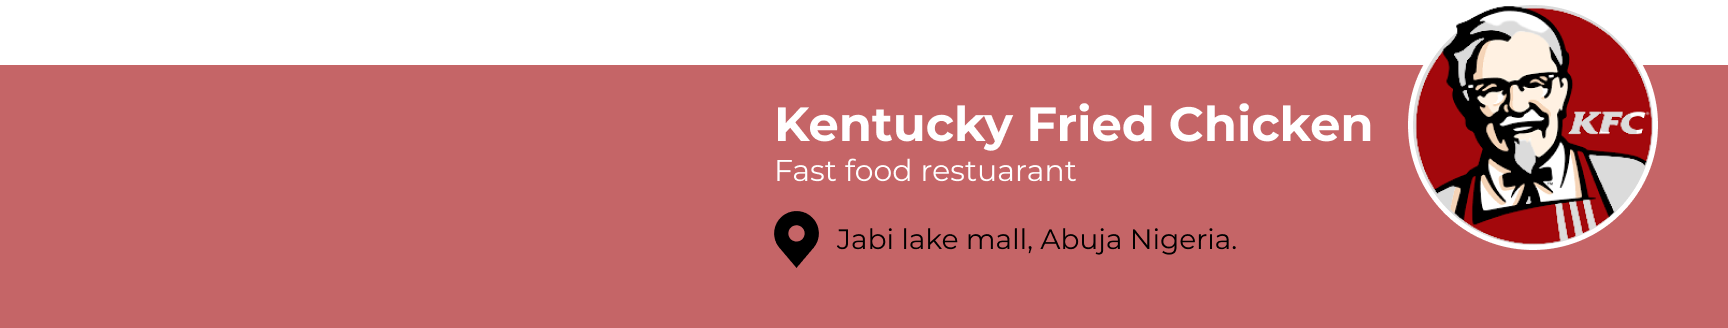 Kentucky Fried Chicken
KFC
Fast food restuarant
Jabi lake mall, Abuja Nigeria.